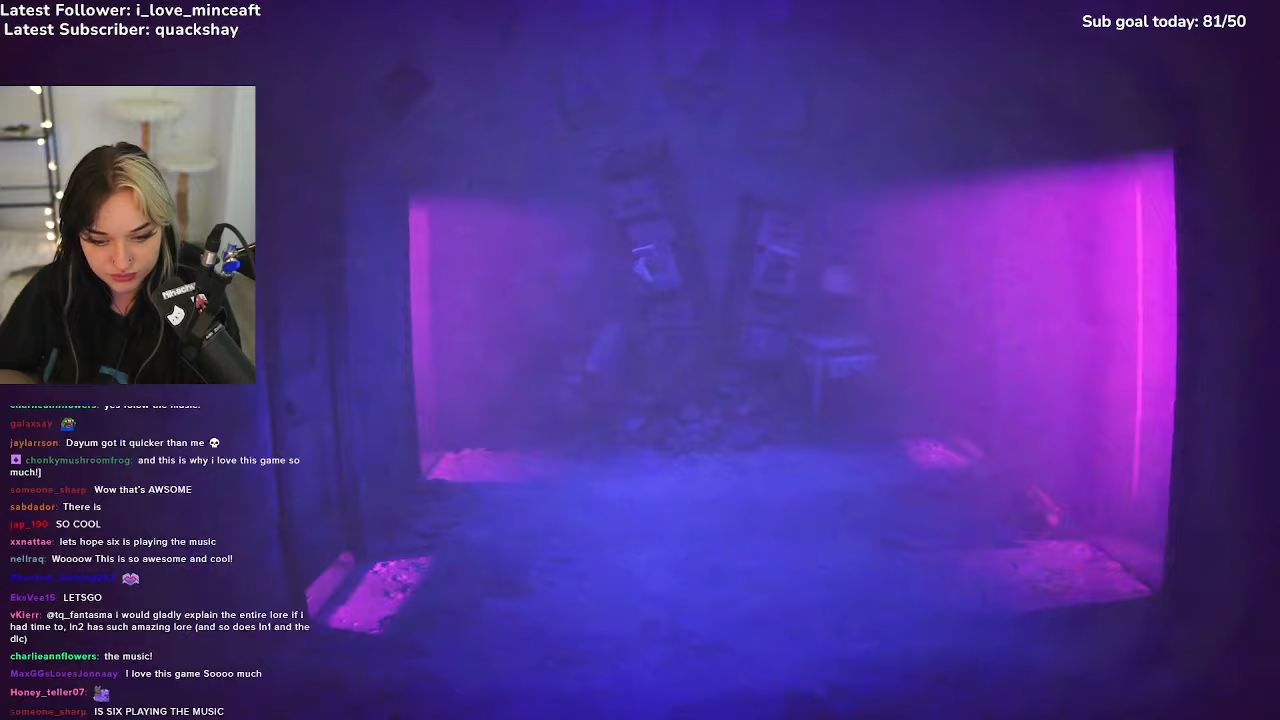 Latest Follower: i_love_minceaft
Latest Subscriber: quackshay
Sub goal today: 81/50
charlieannflowers: yes folow the music!
galaxsay
jaylarrson: Dayum got it quicker than me
chonkymushroomfrog: and this is why i love this game so
much!]
someone_sharp: Wow that's AWSOME
sabdador: There is
jap_190: SO COOL
xxnattae: lets hope six is playing the music
nellraq: Woooow This is so awesome and cool!
EksVee15: LETSGO
vKierr: @tq_fantasma i would gladly explain the entire lore if i
had time to, ln2 has such amazing lore (and so does ln1 and the
dlc)
charlieannflowers: the music!
MaxGGsLovesJonnaay: I love this game Soooo much
Honey_teller07:
someone_sharp: IS SIX PLAYING THE MUSIC